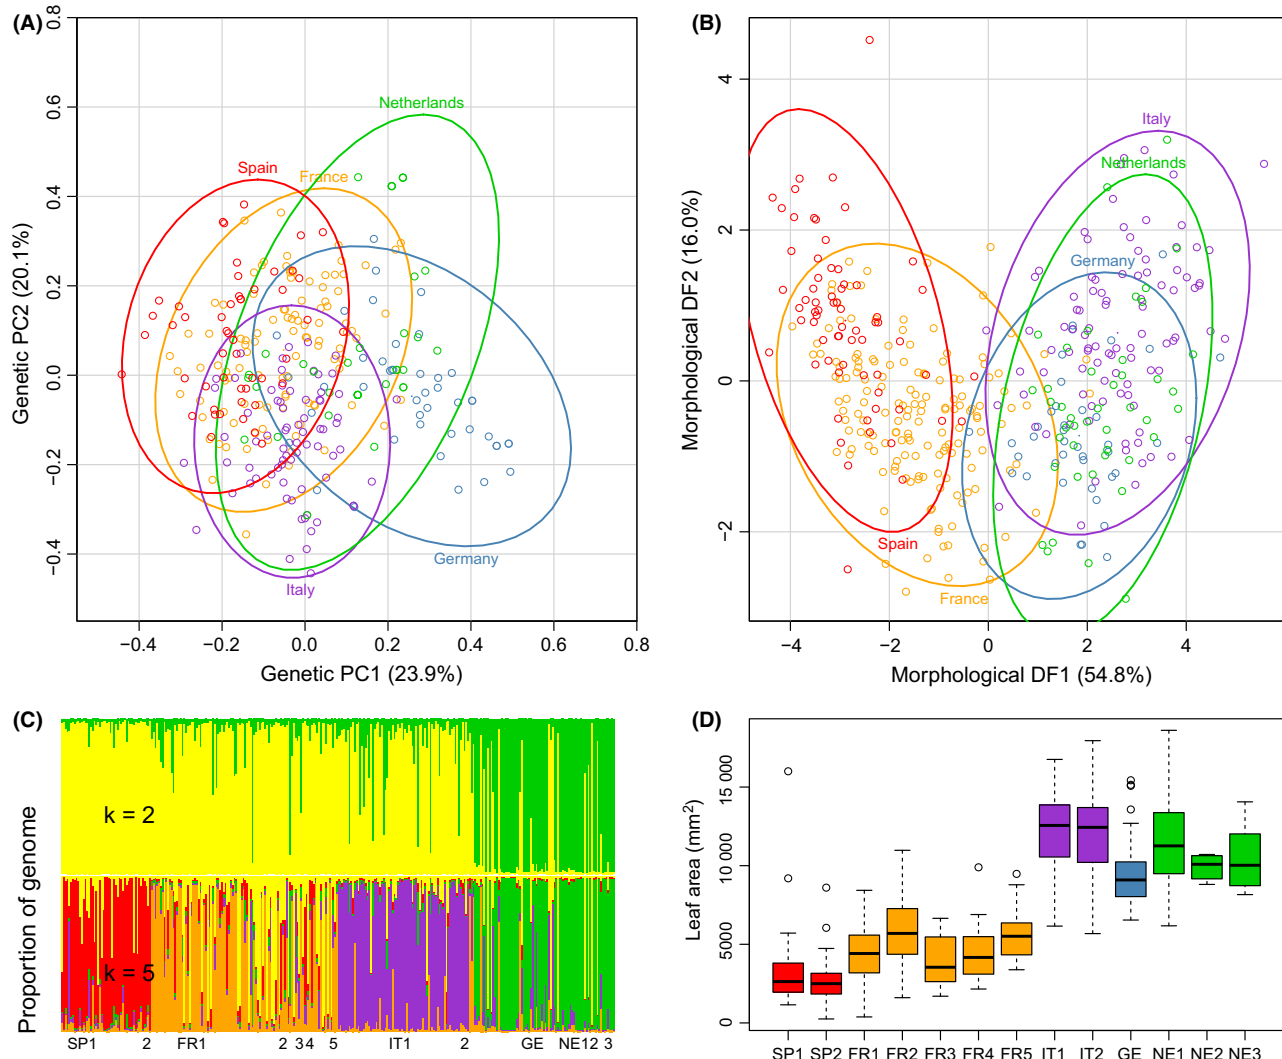 (A)
0.8
0.6
0.4
0.2
0.0
−0.2
−0.4
Genetic PC2 (20.1%)
Netherlands
Spain
France
Germany
Italy
−0.4 −0.2 0.0 0.2 0.4 0.6 0.8
Genetic PC1 (23.9%)
(B)
4
2
0
−2
Morphological DF2 (16.0%)
Italy
Netherlands
Germany
Spain
France
−4 −2 0 2 4
Morphological DF1 (54.8%)
(C)
Proportion of genome
k = 2
k = 5
SP1 2 FR1 2 3 4 5 IT1 2 GE NE1 2 3
(D)
Leaf area (mm²)
15 000
10 000
5 000
0
SP1 SP2 FR1 FR2 FR3 FR4 FR5 IT1 IT2 GE NE1 NE2 NE3